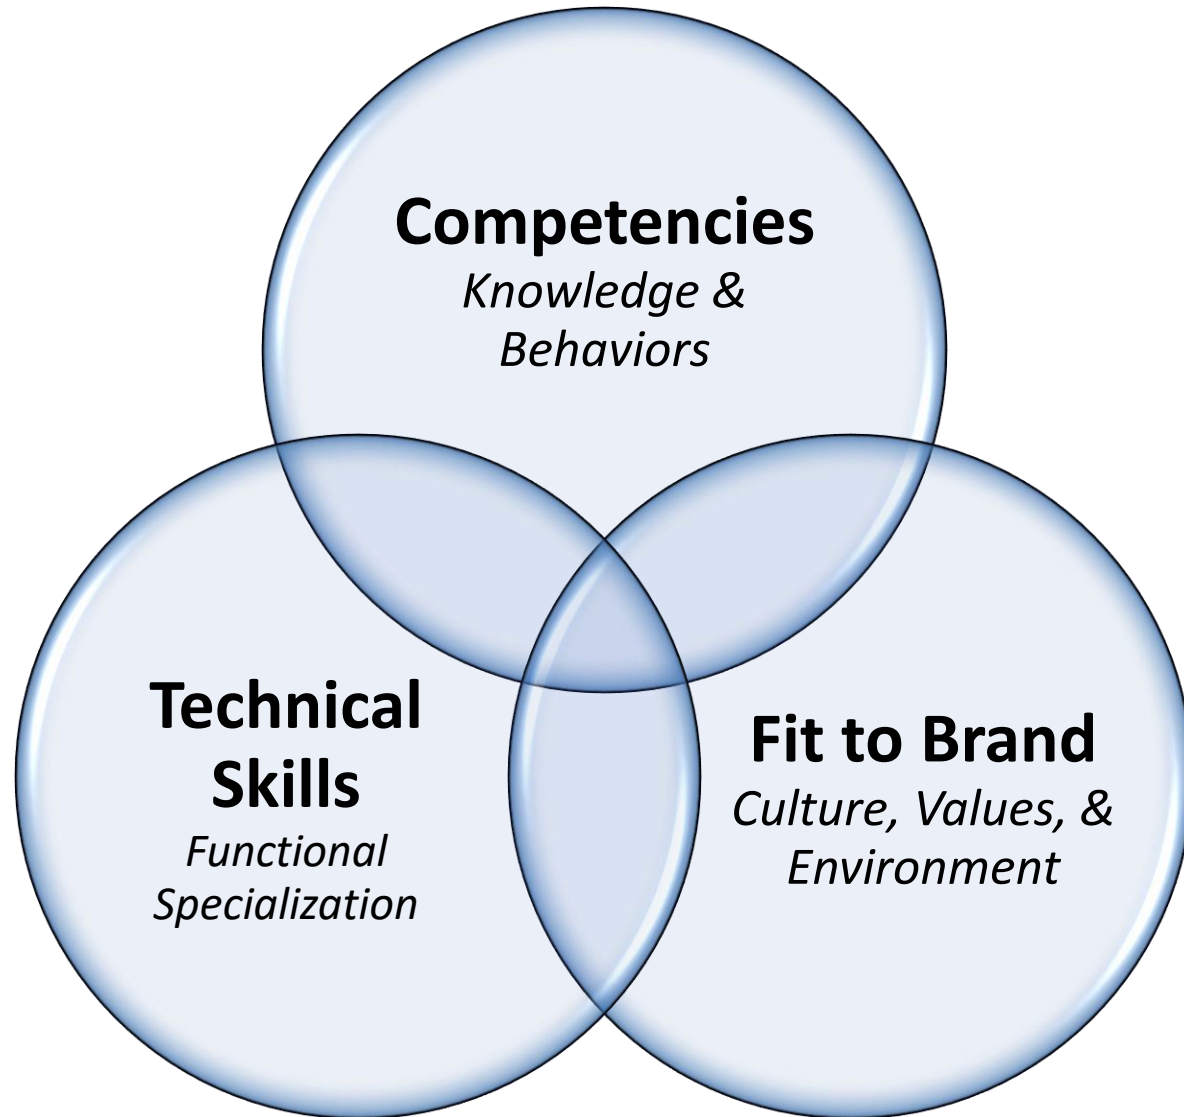 Competencies
Knowledge &
Behaviors
Technical
Skills
Functional
Specialization
Fit to Brand
Culture, Values, &
Environment